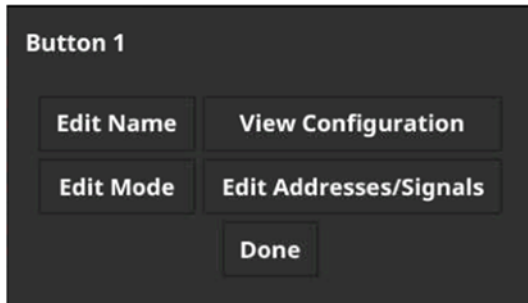 Button 1
Edit Name View Configuration
Edit Mode Edit Addresses/Signals
Done